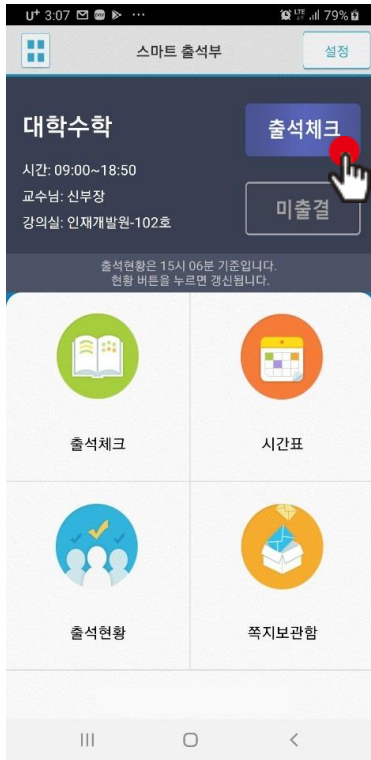 U⁺ 3:07 ··· LTE 79%
스마트 출석부
설정
대학수학
출석체크
시간: 09:00~18:50
교수님: 신부장
강의실: 인재개발원-102호
미출결
출석현황은 15시 06분 기준입니다.
현황 버튼을 누르면 갱신됩니다.
출석체크
시간표
출석현황
쪽지보관함